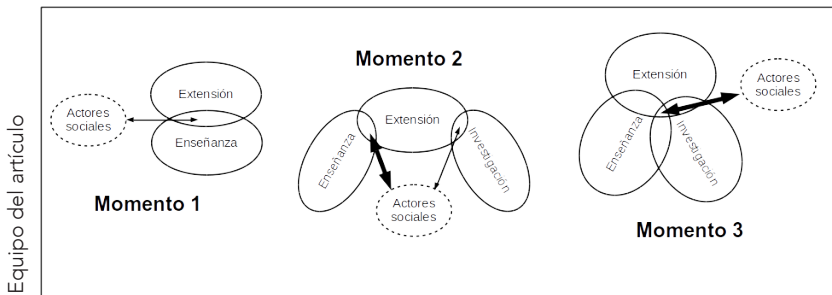 Equipo del artículo
Actores
sociales
Extensión
Enseñanza
Momento 1
Momento 2
Extensión
Enseñanza
Investigación
Actores
sociales
Extensión
Enseñanza
Investigación
Actores
sociales
Momento 3